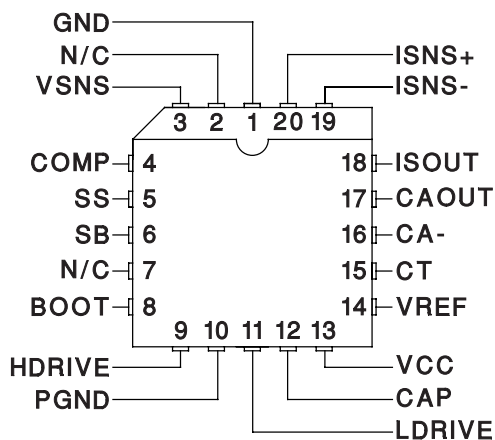 GND
N/C ISNS+
VSNS ISNS-
3 2 1 20 19
COMP 4 18 ISOUT
SS 5 17 CAOUT
SB 6 16 CA-
N/C 7 15 CT
BOOT 8 14 VREF
9 10 11 12 13
HDRIVE VCC
PGND CAP
LDRIVE